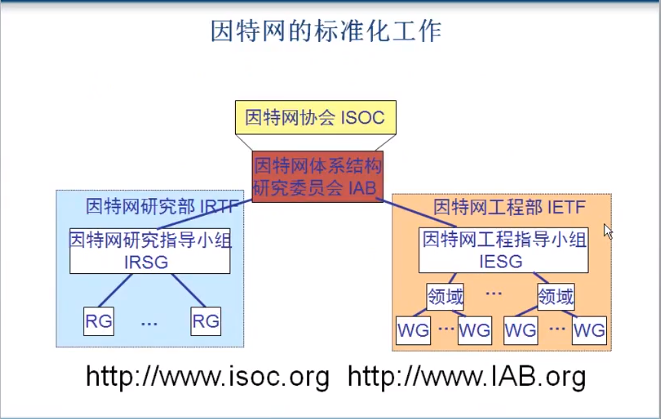 因特网的标准化工作
因特网协会 ISOC
因特网体系结构
研究委员会 IAB
因特网研究部 IRTF
因特网研究指导小组
IRSG
RG
…
RG
因特网工程部 IETF
因特网工程指导小组
IESG
领域
…
领域
WG
…
WG
WG
…
WG
http://www.isoc.org http://www.IAB.org